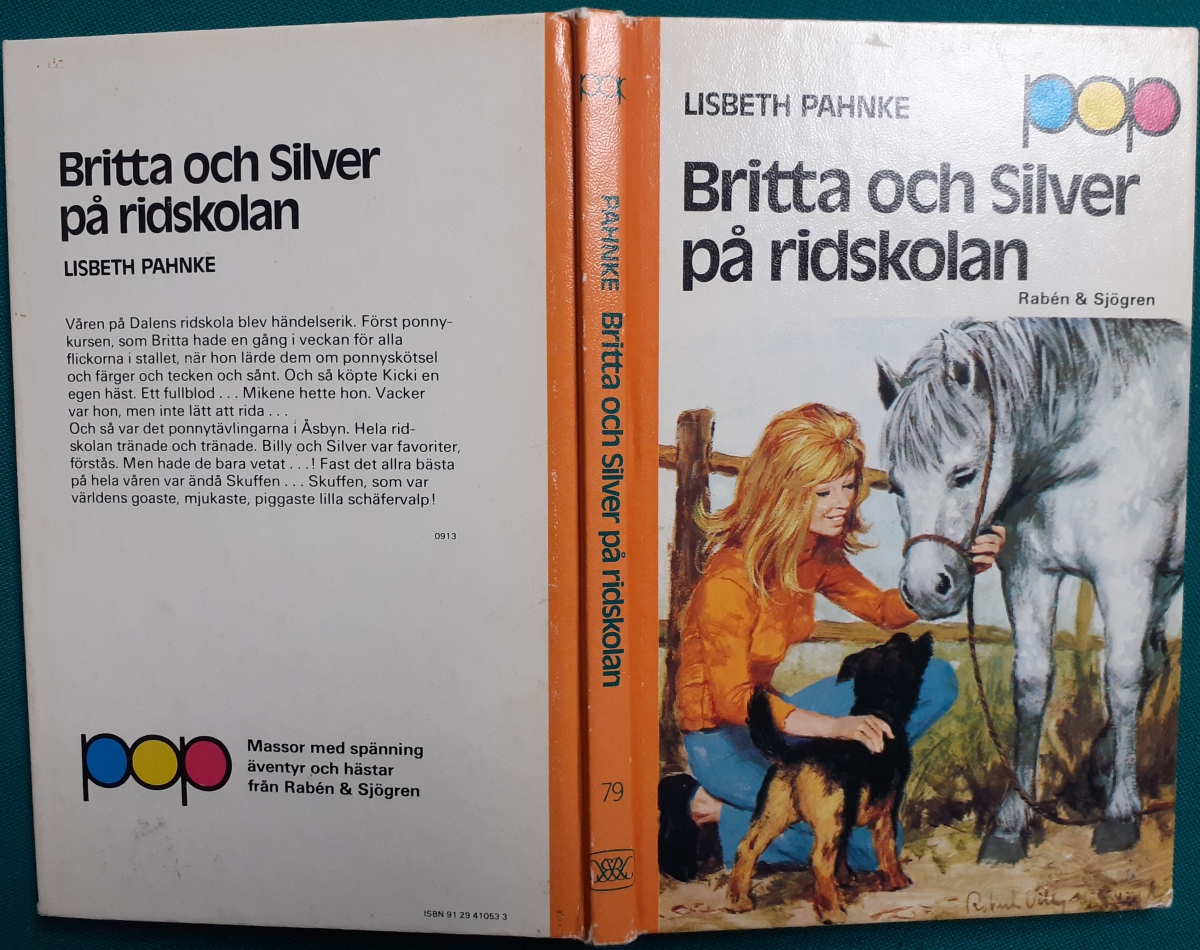 Britta och Silver
på ridskolan
LISBETH PAHNKE
Våren på Dalens ridskola blev händelserik. Först ponny-
kursen, som Britta hade en gång i veckan för alla
flickorna i stallet, när hon lärde dem om ponnyskötsel
och färger och tecken och sånt. Och så köpte Kicki en
egen häst. Ett fullblod . . . Mikene hette hon. Vacker
var hon, men inte lätt att rida . . .
Och så var det ponnytävlingarna i Åsbyn. Hela rid-
skolan tränade och tränade. Billy och Silver var favoriter,
förstås. Men hade de bara vetat . . .! Fast det allra bästa
på hela våren var ändå Skuffen . . . Skuffen, som var
världens goaste, mjukaste, piggaste lilla schäfervalp!
0913
pop
Massor med spänning
äventyr och hästar
från Rabén & Sjögren
ISBN 91 29 41053 3
pop
PAHNKE Britta och Silver på ridskolan
79
LISBETH PAHNKE
pop
Britta och Silver
på ridskolan
Rabén & Sjögren